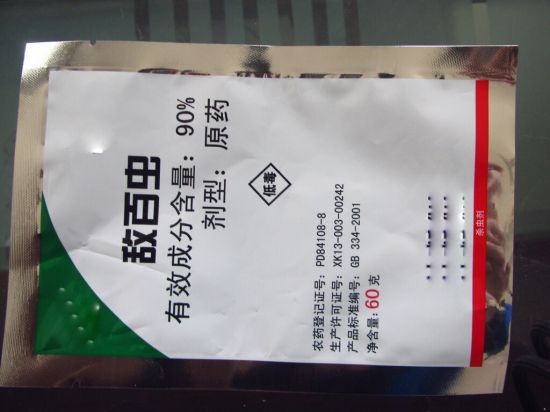 敌百虫
有效成分含量：90%
剂型：原药
低毒
农药登记证号：PD84108-8
生产许可证号：XK13-003-00242
产品标准编号：GB 334-2001
净含量：60克
杀虫剂